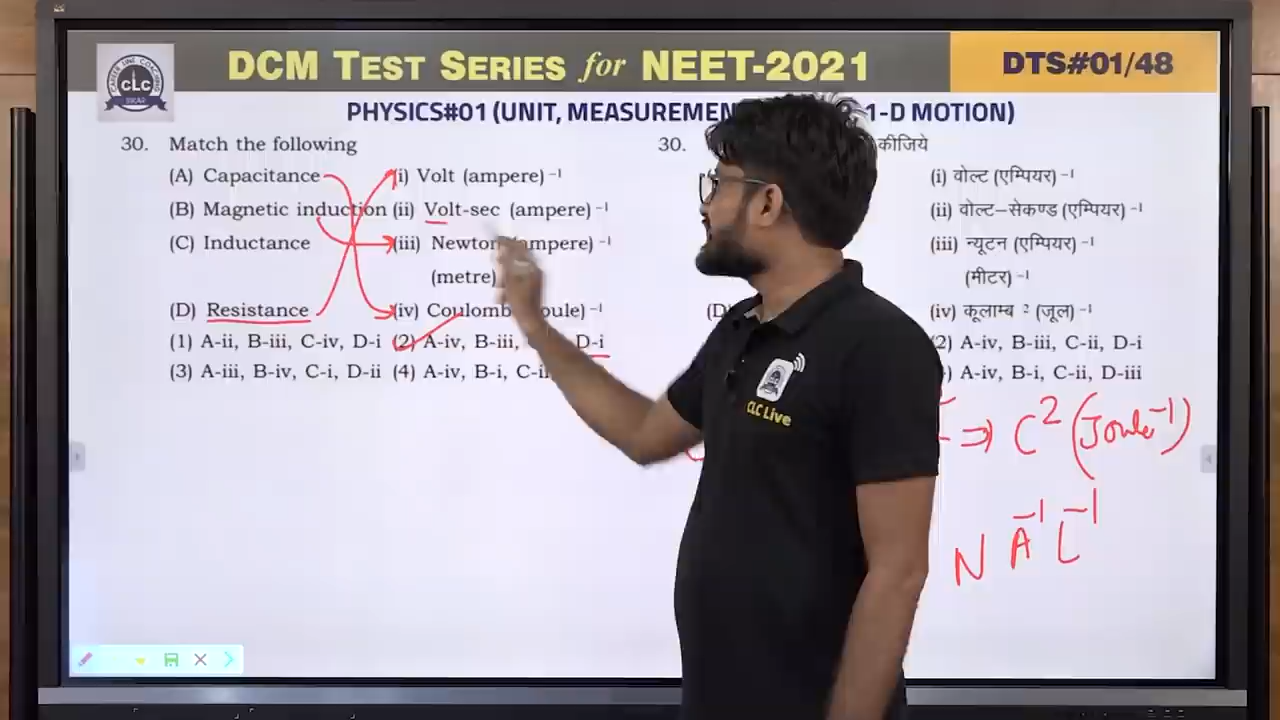 DCM TEST SERIES for NEET-2021
DTS#01/48
CLC
PHYSICS#01 (UNIT, MEASUREMEN 1-D MOTION)
30. Match the following
(A) Capacitance (i) Volt (ampere) ⁻¹
(B) Magnetic induction (ii) Volt-sec (ampere) ⁻¹
(C) Inductance (iii) Newton (ampere) ⁻¹
(metre)
(D) Resistance (iv) Coulomb oule) ⁻¹
(1) A-ii, B-iii, C-iv, D-i (2) A-iv, B-iii, D-i
(3) A-iii, B-iv, C-i, D-ii (4) A-iv, B-i, C-ii
30. कीजिये
(i) वोल्ट (एम्पियर) ⁻¹
(ii) वोल्ट–सेकण्ड (एम्पियर) ⁻¹
(iii) न्यूटन (एम्पियर) ⁻¹
(मीटर) ⁻¹
(D) (iv) कूलाम्ब ² (जूल) ⁻¹
2) A-iv, B-iii, C-ii, D-i
) A-iv, B-i, C-ii, D-iii
⇒ C² (Joule⁻¹)
N A⁻¹ L⁻¹
CLC Live